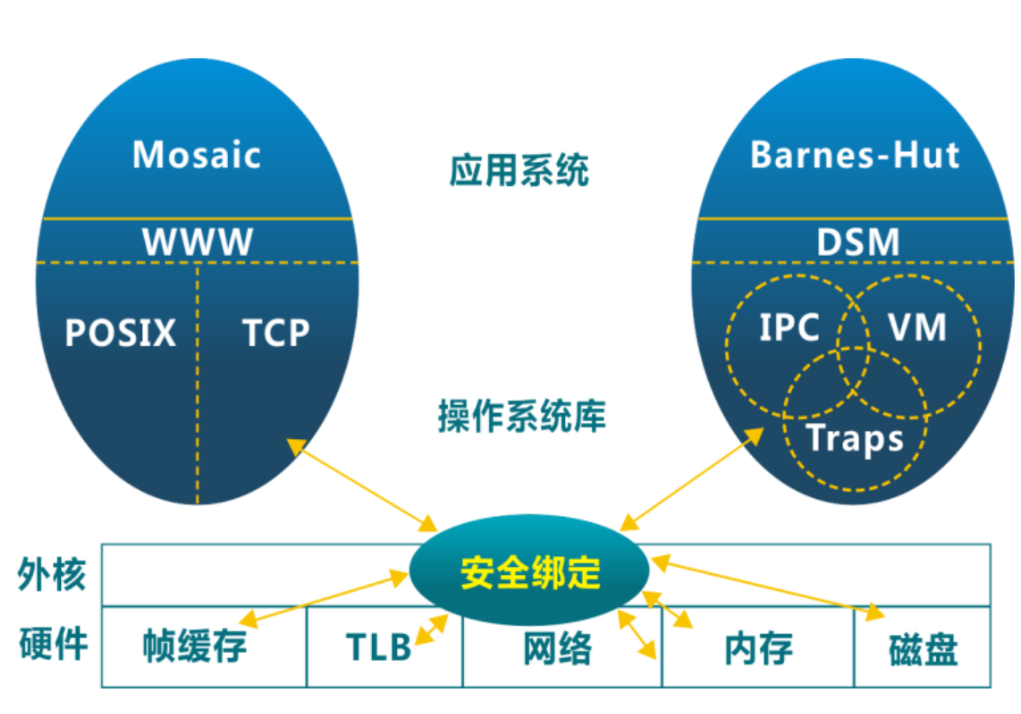 Mosaic
应用系统
Barnes-Hut
WWW
DSM
POSIX
TCP
IPC
VM
操作系统库
Traps
外核
安全绑定
硬件
帧缓存
TLB
网络
内存
磁盘